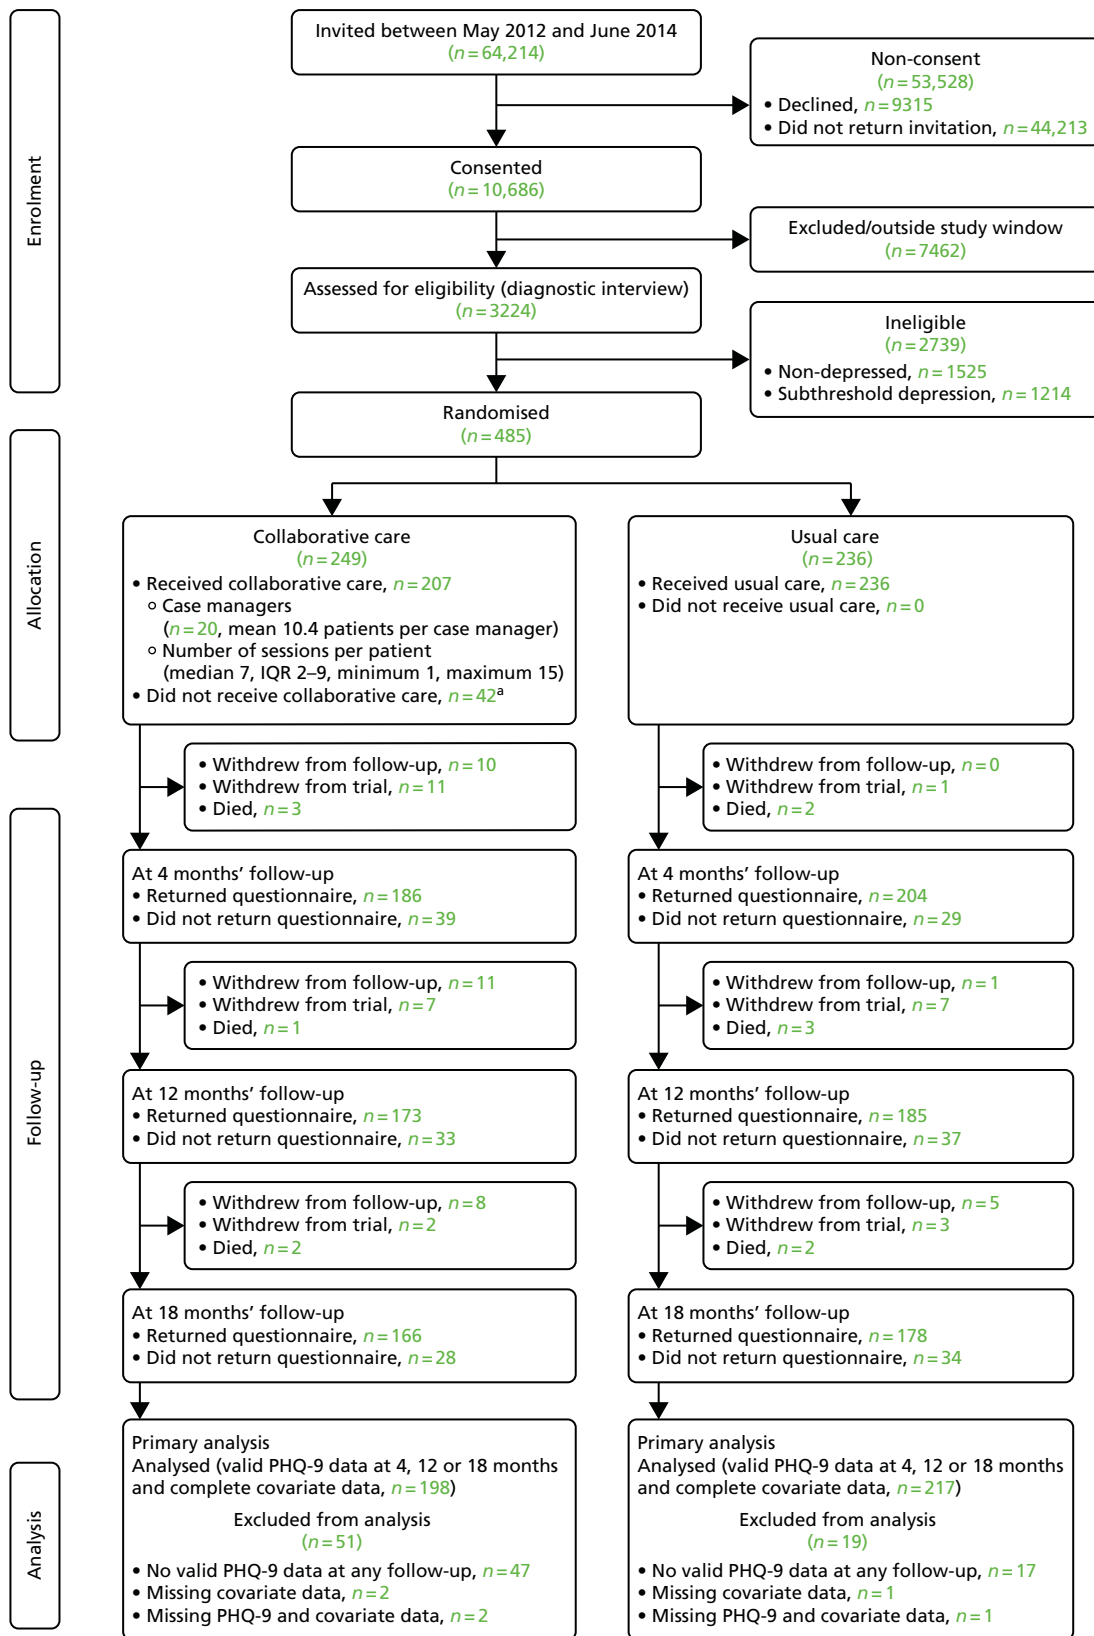 Enrolment
Invited between May 2012 and June 2014
(n=64,214)
Non-consent
(n=53,528)
• Declined, n=9315
• Did not return invitation, n=44,213
Consented
(n=10,686)
Excluded/outside study window
(n=7462)
Assessed for eligibility (diagnostic interview)
(n=3224)
Ineligible
(n=2739)
• Non-depressed, n=1525
• Subthreshold depression, n=1214
Randomised
(n=485)
Allocation
Collaborative care
(n=249)
• Received collaborative care, n=207
○ Case managers
(n=20, mean 10.4 patients per case manager)
○ Number of sessions per patient
(median 7, IQR 2–9, minimum 1, maximum 15)
• Did not receive collaborative care, n=42a
Usual care
(n=236)
• Received usual care, n=236
• Did not receive usual care, n=0
• Withdrew from follow-up, n=10
• Withdrew from trial, n=11
• Died, n=3
• Withdrew from follow-up, n=0
• Withdrew from trial, n=1
• Died, n=2
Follow-up
At 4 months’ follow-up
• Returned questionnaire, n=186
• Did not return questionnaire, n=39
At 4 months’ follow-up
• Returned questionnaire, n=204
• Did not return questionnaire, n=29
• Withdrew from follow-up, n=11
• Withdrew from trial, n=7
• Died, n=1
• Withdrew from follow-up, n=1
• Withdrew from trial, n=7
• Died, n=3
At 12 months’ follow-up
• Returned questionnaire, n=173
• Did not return questionnaire, n=33
At 12 months’ follow-up
• Returned questionnaire, n=185
• Did not return questionnaire, n=37
• Withdrew from follow-up, n=8
• Withdrew from trial, n=2
• Died, n=2
• Withdrew from follow-up, n=5
• Withdrew from trial, n=3
• Died, n=2
At 18 months’ follow-up
• Returned questionnaire, n=166
• Did not return questionnaire, n=28
At 18 months’ follow-up
• Returned questionnaire, n=178
• Did not return questionnaire, n=34
Analysis
Primary analysis
Analysed (valid PHQ-9 data at 4, 12 or 18 months
and complete covariate data, n=198)
Excluded from analysis
(n=51)
• No valid PHQ-9 data at any follow-up, n=47
• Missing covariate data, n=2
• Missing PHQ-9 and covariate data, n=2
Primary analysis
Analysed (valid PHQ-9 data at 4, 12 or 18 months
and complete covariate data, n=217)
Excluded from analysis
(n=19)
• No valid PHQ-9 data at any follow-up, n=17
• Missing covariate data, n=1
• Missing PHQ-9 and covariate data, n=1